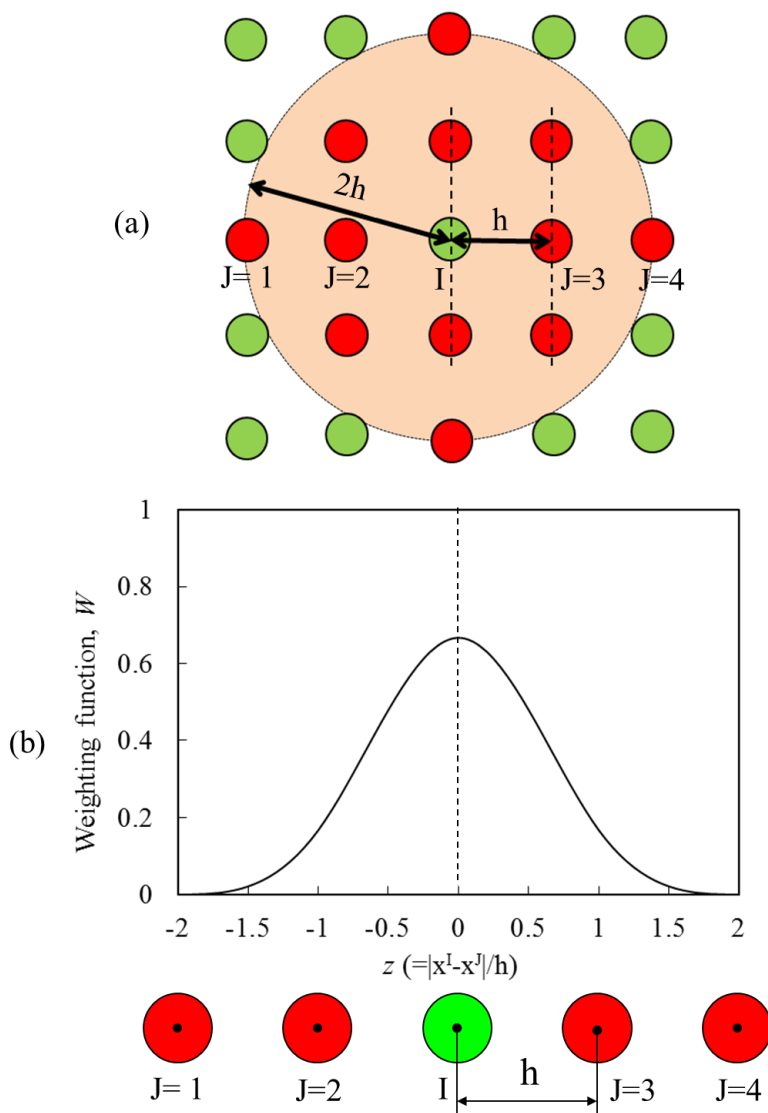 (a)
2h
h
J= 1
J=2
I
J=3
J=4
(b)
Weighting function, W
1
0.8
0.6
0.4
0.2
0
-2
-1.5
-1
-0.5
0
0.5
1
1.5
2
z (=|xᴵ-xᴶ|/h)
h
J= 1
J=2
I
J=3
J=4